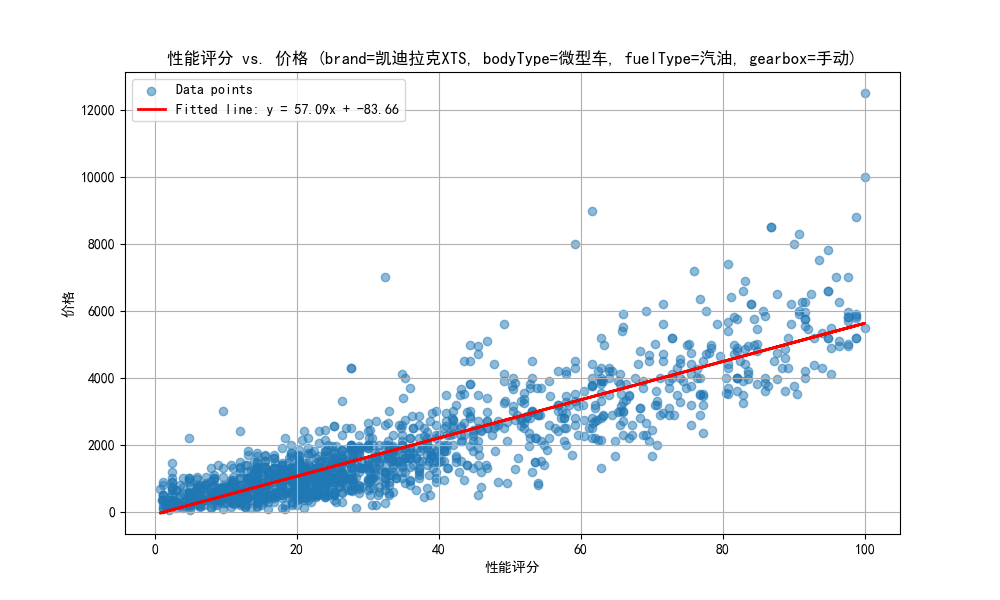 性能评分 vs. 价格 (brand=凯迪拉克XTS, bodyType=微型车, fuelType=汽油, gearbox=手动)
Data points
Fitted line: y = 57.09x + -83.66
12000
10000
8000
6000
4000
2000
0
价格
0 20 40 60 80 100
性能评分